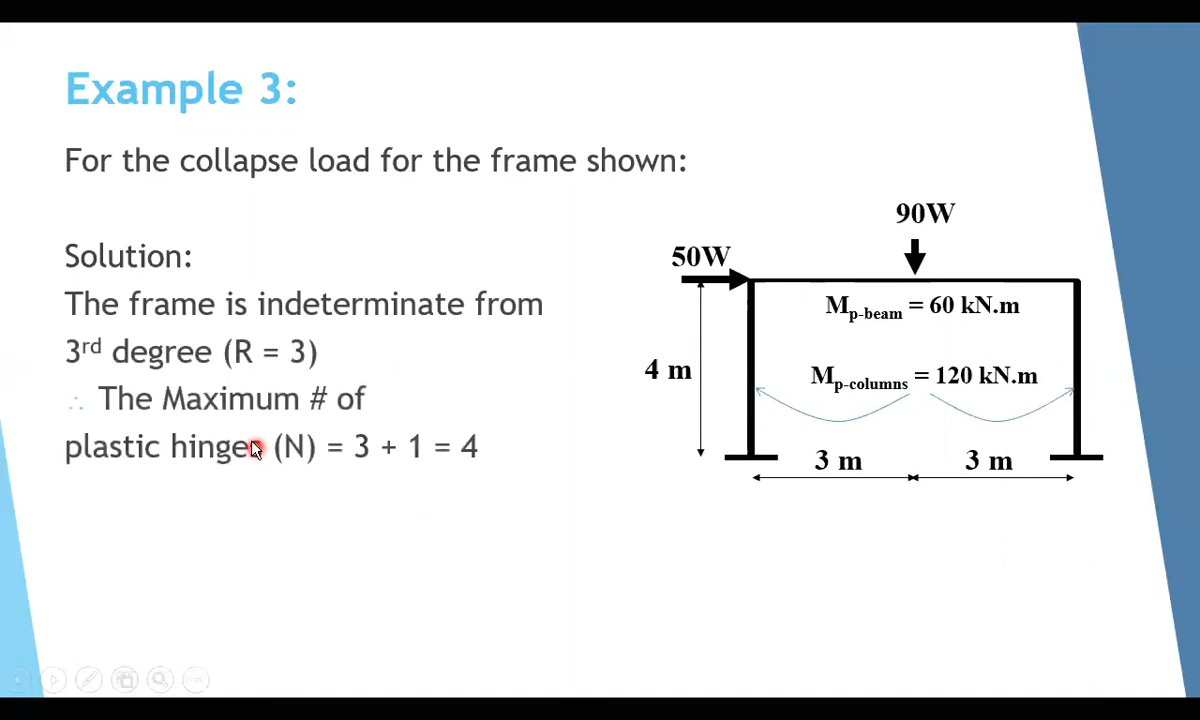 Example 3:
For the collapse load for the frame shown:
Solution:
The frame is indeterminate from
3rd degree (R = 3)
∴ The Maximum # of
plastic hinges (N) = 3 + 1 = 4
90W
50W
Mp-beam = 60 kN.m
4 m
Mp-columns = 120 kN.m
3 m
3 m